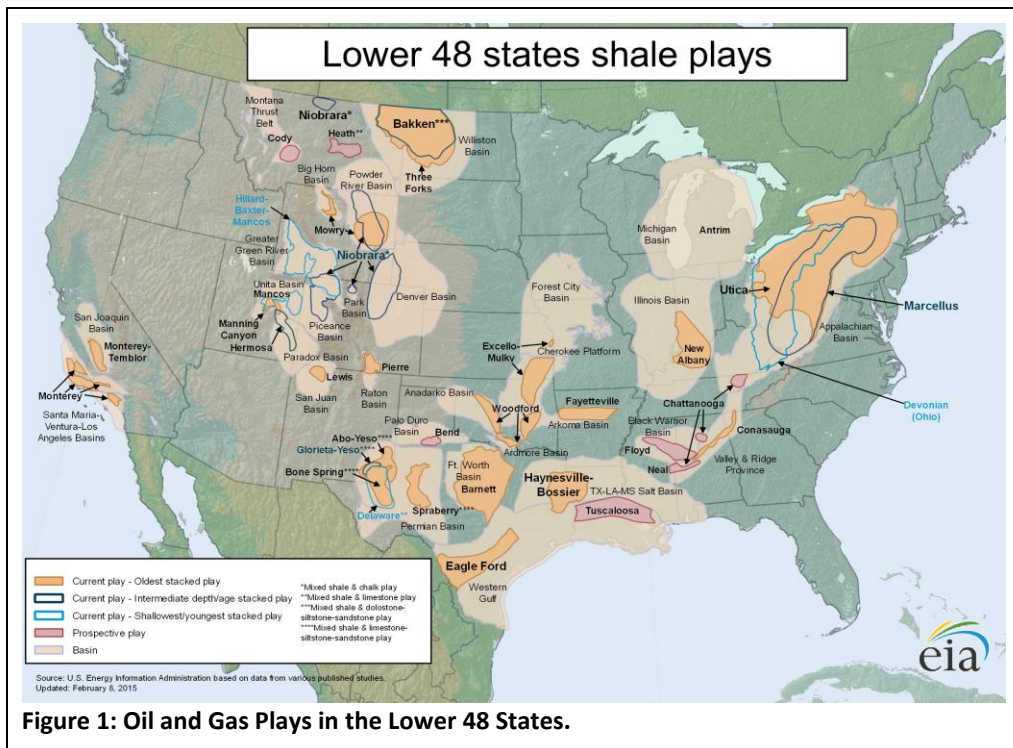 Lower 48 states shale plays
Montana
Thrust
Belt
Niobrara*
Heath**
Cody
Bakken***
Williston
Basin
Three
Forks
Big Horn
Basin
Powder
River Basin
Hillard-
Baxter-
Mancos
Mowry
Greater
Green River
Basin
Niobrara*
Unita Basin
Mancos
Park
Basin
Denver Basin
Manning
Canyon
Piceance
Basin
Hermosa
Paradox Basin
San Joaquin
Basin
Monterey-
Temblor
Monterey
Santa Maria-
Ventura-Los
Angeles Basins
Lewis
San Juan
Basin
Pierre
Raton
Basin
Michigan
Basin
Antrim
Forest City
Basin
Illinois Basin
Excello-
Mulky
Cherokee Platform
New
Albany
Utica
Marcellus
Appalachian
Basin
Devonian
(Ohio)
Anadarko Basin
Woodford
Fayetteville
Arkoma Basin
Chattanooga
Black Warrior
Basin
Conasauga
Floyd
Neal
Valley & Ridge
Province
Palo Duro
Basin
Bend
Ardmore Basin
Abo-Yeso****
Glorieta-Yeso****
Bone Spring****
Delaware**
Spraberry****
Permian Basin
Ft. Worth
Basin
Barnett
Haynesville-
Bossier
TX-LA-MS Salt Basin
Tuscaloosa
Eagle Ford
Western
Gulf
Current play - Oldest stacked play
Current play - Intermediate depth/age stacked play
Current play - Shallowest/youngest stacked play
Prospective play
Basin
*Mixed shale & chalk play
**Mixed shale & limestone play
***Mixed shale & dolostone-
siltstone-sandstone play
****Mixed shale & limestone-
siltstone-sandstone play
Source: U.S. Energy Information Administration based on data from various published studies.
Updated: February 8, 2015
eia
Figure 1: Oil and Gas Plays in the Lower 48 States.